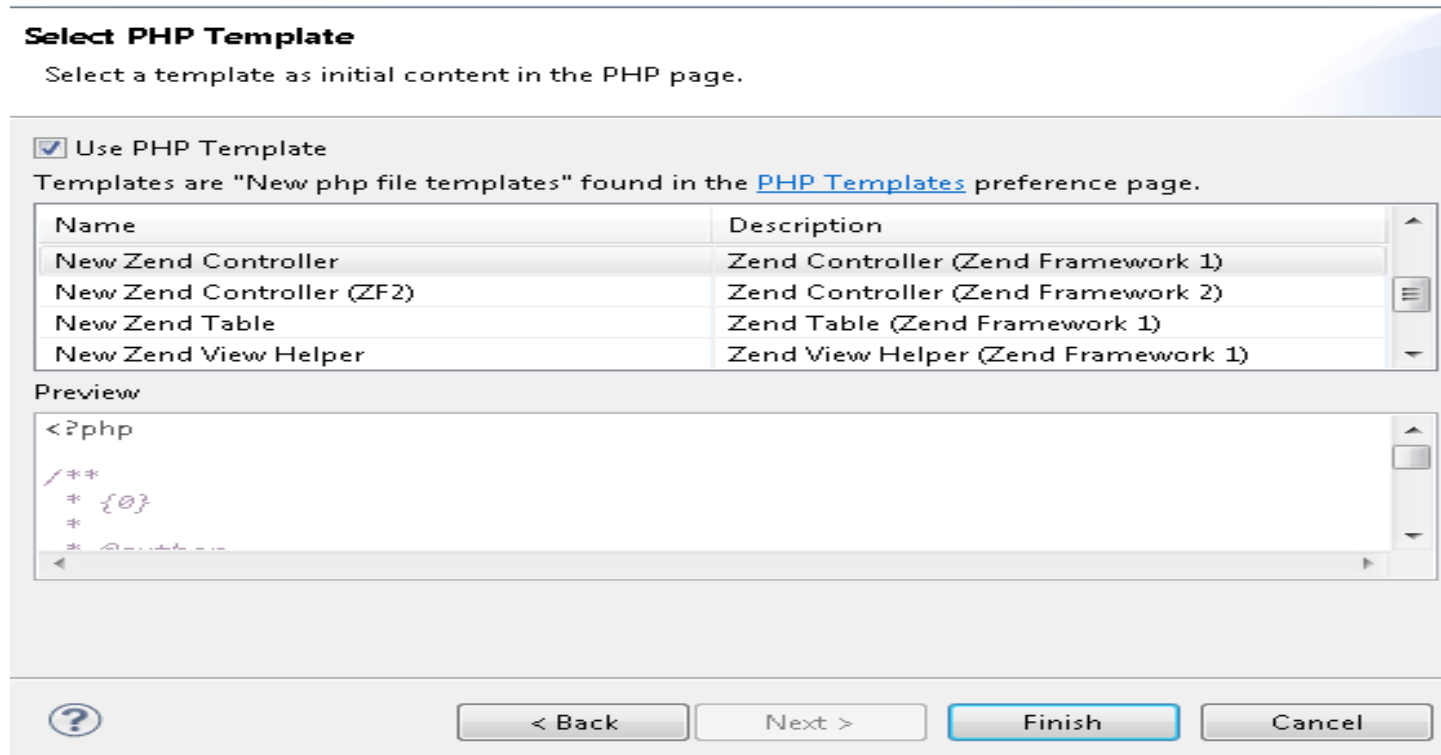 Select PHP Template
Select a template as initial content in the PHP page.
Use PHP Template
Templates are "New php file templates" found in the PHP Templates preference page.
Name Description
New Zend Controller Zend Controller (Zend Framework 1)
New Zend Controller (ZF2) Zend Controller (Zend Framework 2)
New Zend Table Zend Table (Zend Framework 1)
New Zend View Helper Zend View Helper (Zend Framework 1)
Preview
<?php
/**
* {0}
*
* @author
? < Back Next > Finish Cancel